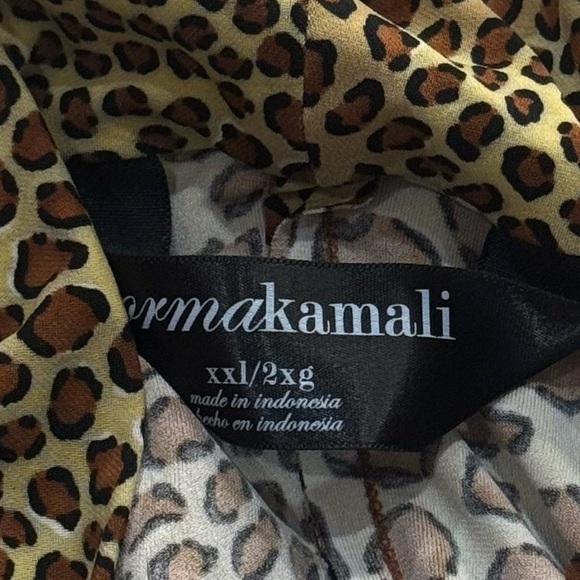 ormakamali
xxl/2xg
made in indonesia
hecho en indonesia